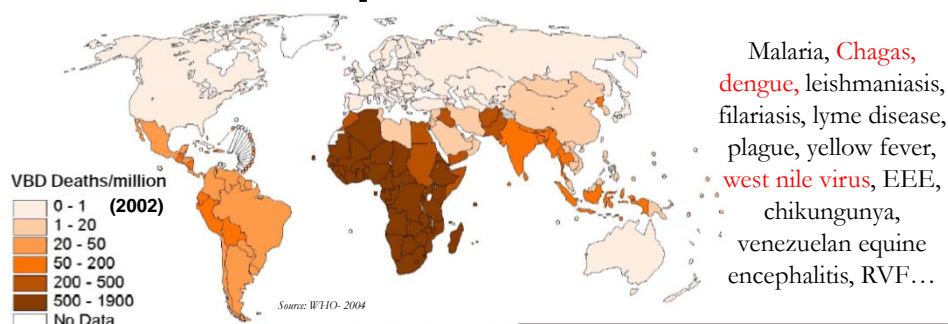 VBD Deaths/million
(2002)
0 - 1
1 - 20
20 - 50
50 - 200
200 - 500
500 - 1900
No Data
Source: WHO- 2004
Malaria, Chagas,
dengue, leishmaniasis,
filariasis, lyme disease,
plague, yellow fever,
west nile virus, EEE,
chikungunya,
venezuelan equine
encephalitis, RVF…